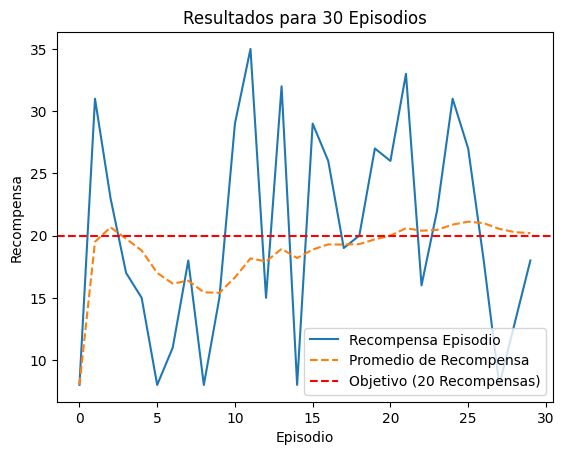 Resultados para 30 Episodios
Recompensa
35
30
25
20
15
10
0 5 10 15 20 25 30
Episodio
Recompensa Episodio
Promedio de Recompensa
Objetivo (20 Recompensas)